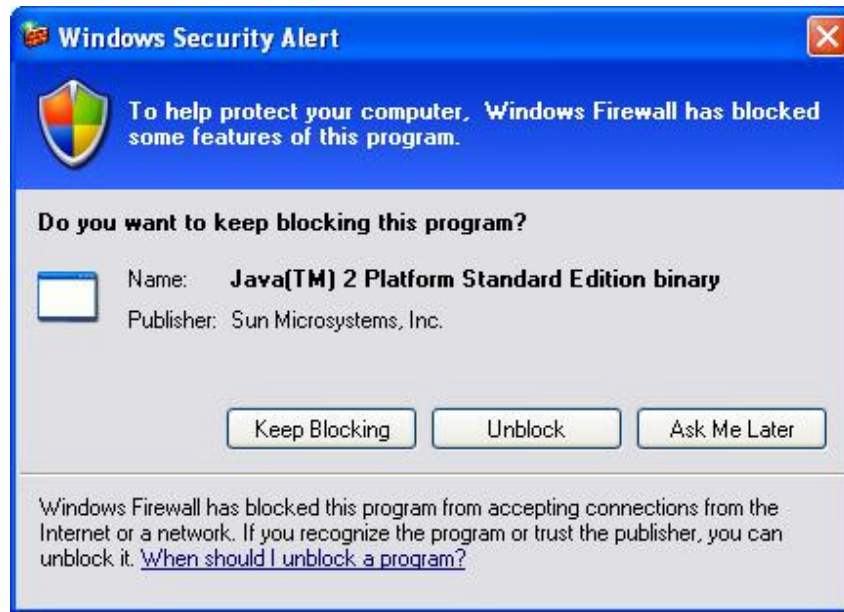 Windows Security Alert
To help protect your computer, Windows Firewall has blocked
some features of this program.
Do you want to keep blocking this program?
Name: Java(TM) 2 Platform Standard Edition binary
Publisher: Sun Microsystems, Inc.
Keep Blocking Unblock Ask Me Later
Windows Firewall has blocked this program from accepting connections from the
Internet or a network. If you recognize the program or trust the publisher, you can
unblock it. When should I unblock a program?